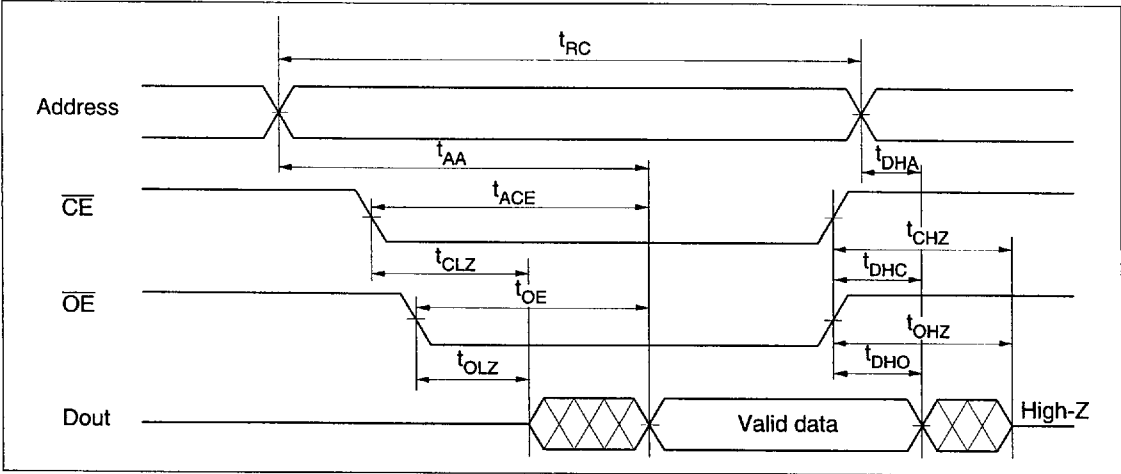 tRC
Address
tAA
tDHA
CE
tACE
tCHZ
tCLZ
tDHC
OE
tOE
tOHZ
tOLZ
tDHO
Dout
Valid data
High-Z